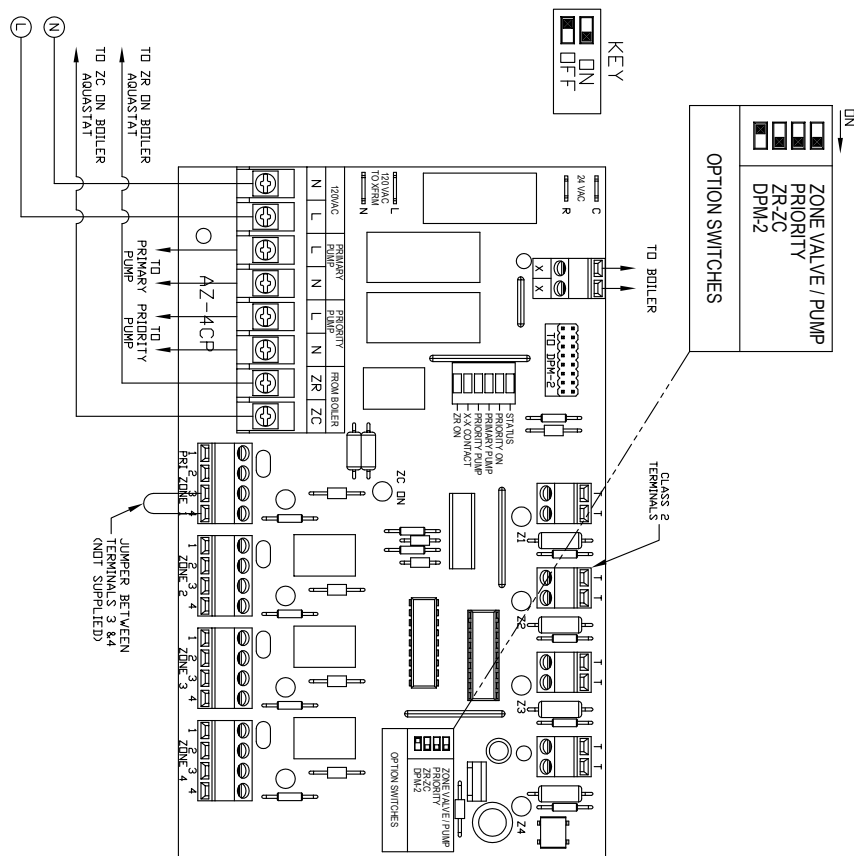 KEY
ON
OFF
ON
ZONE VALVE / PUMP
PRIORITY
ZR-ZC
DPM-2
OPTION SWITCHES
L
N
TO ZR ON BOILER
AQUASTAT
TO ZC ON BOILER
AQUASTAT
120VAC
TO XFRM
L
N
24 VAC
C
R
TO BOILER
X
X
TO DPM-2
120VAC
N
L
PRIMARY
PUMP
L
N
PRIORITY
PUMP
L
N
FROM BOILER
ZR
ZC
TO
PRIMARY
PUMP
TO
PRIORITY
PUMP
AZ-4CP
STATUS
PRIORITY ON
PRIMARY PUMP
PRIORITY PUMP
X-X CONTACT
ZR ON
ZC ON
CLASS 2
TERMINALS
T
T
Z1
T
T
Z2
T
T
Z3
T
T
Z4
1 2 3 4
PRI ZONE 1
1 2 3 4
ZONE 2
1 2 3 4
ZONE 3
1 2 3 4
ZONE 4
JUMPER BETWEEN
TERMINALS 3 &4
(NOT SUPPLIED)
ZONE VALVE / PUMP
PRIORITY
ZR-ZC
DPM-2
OPTION SWITCHES